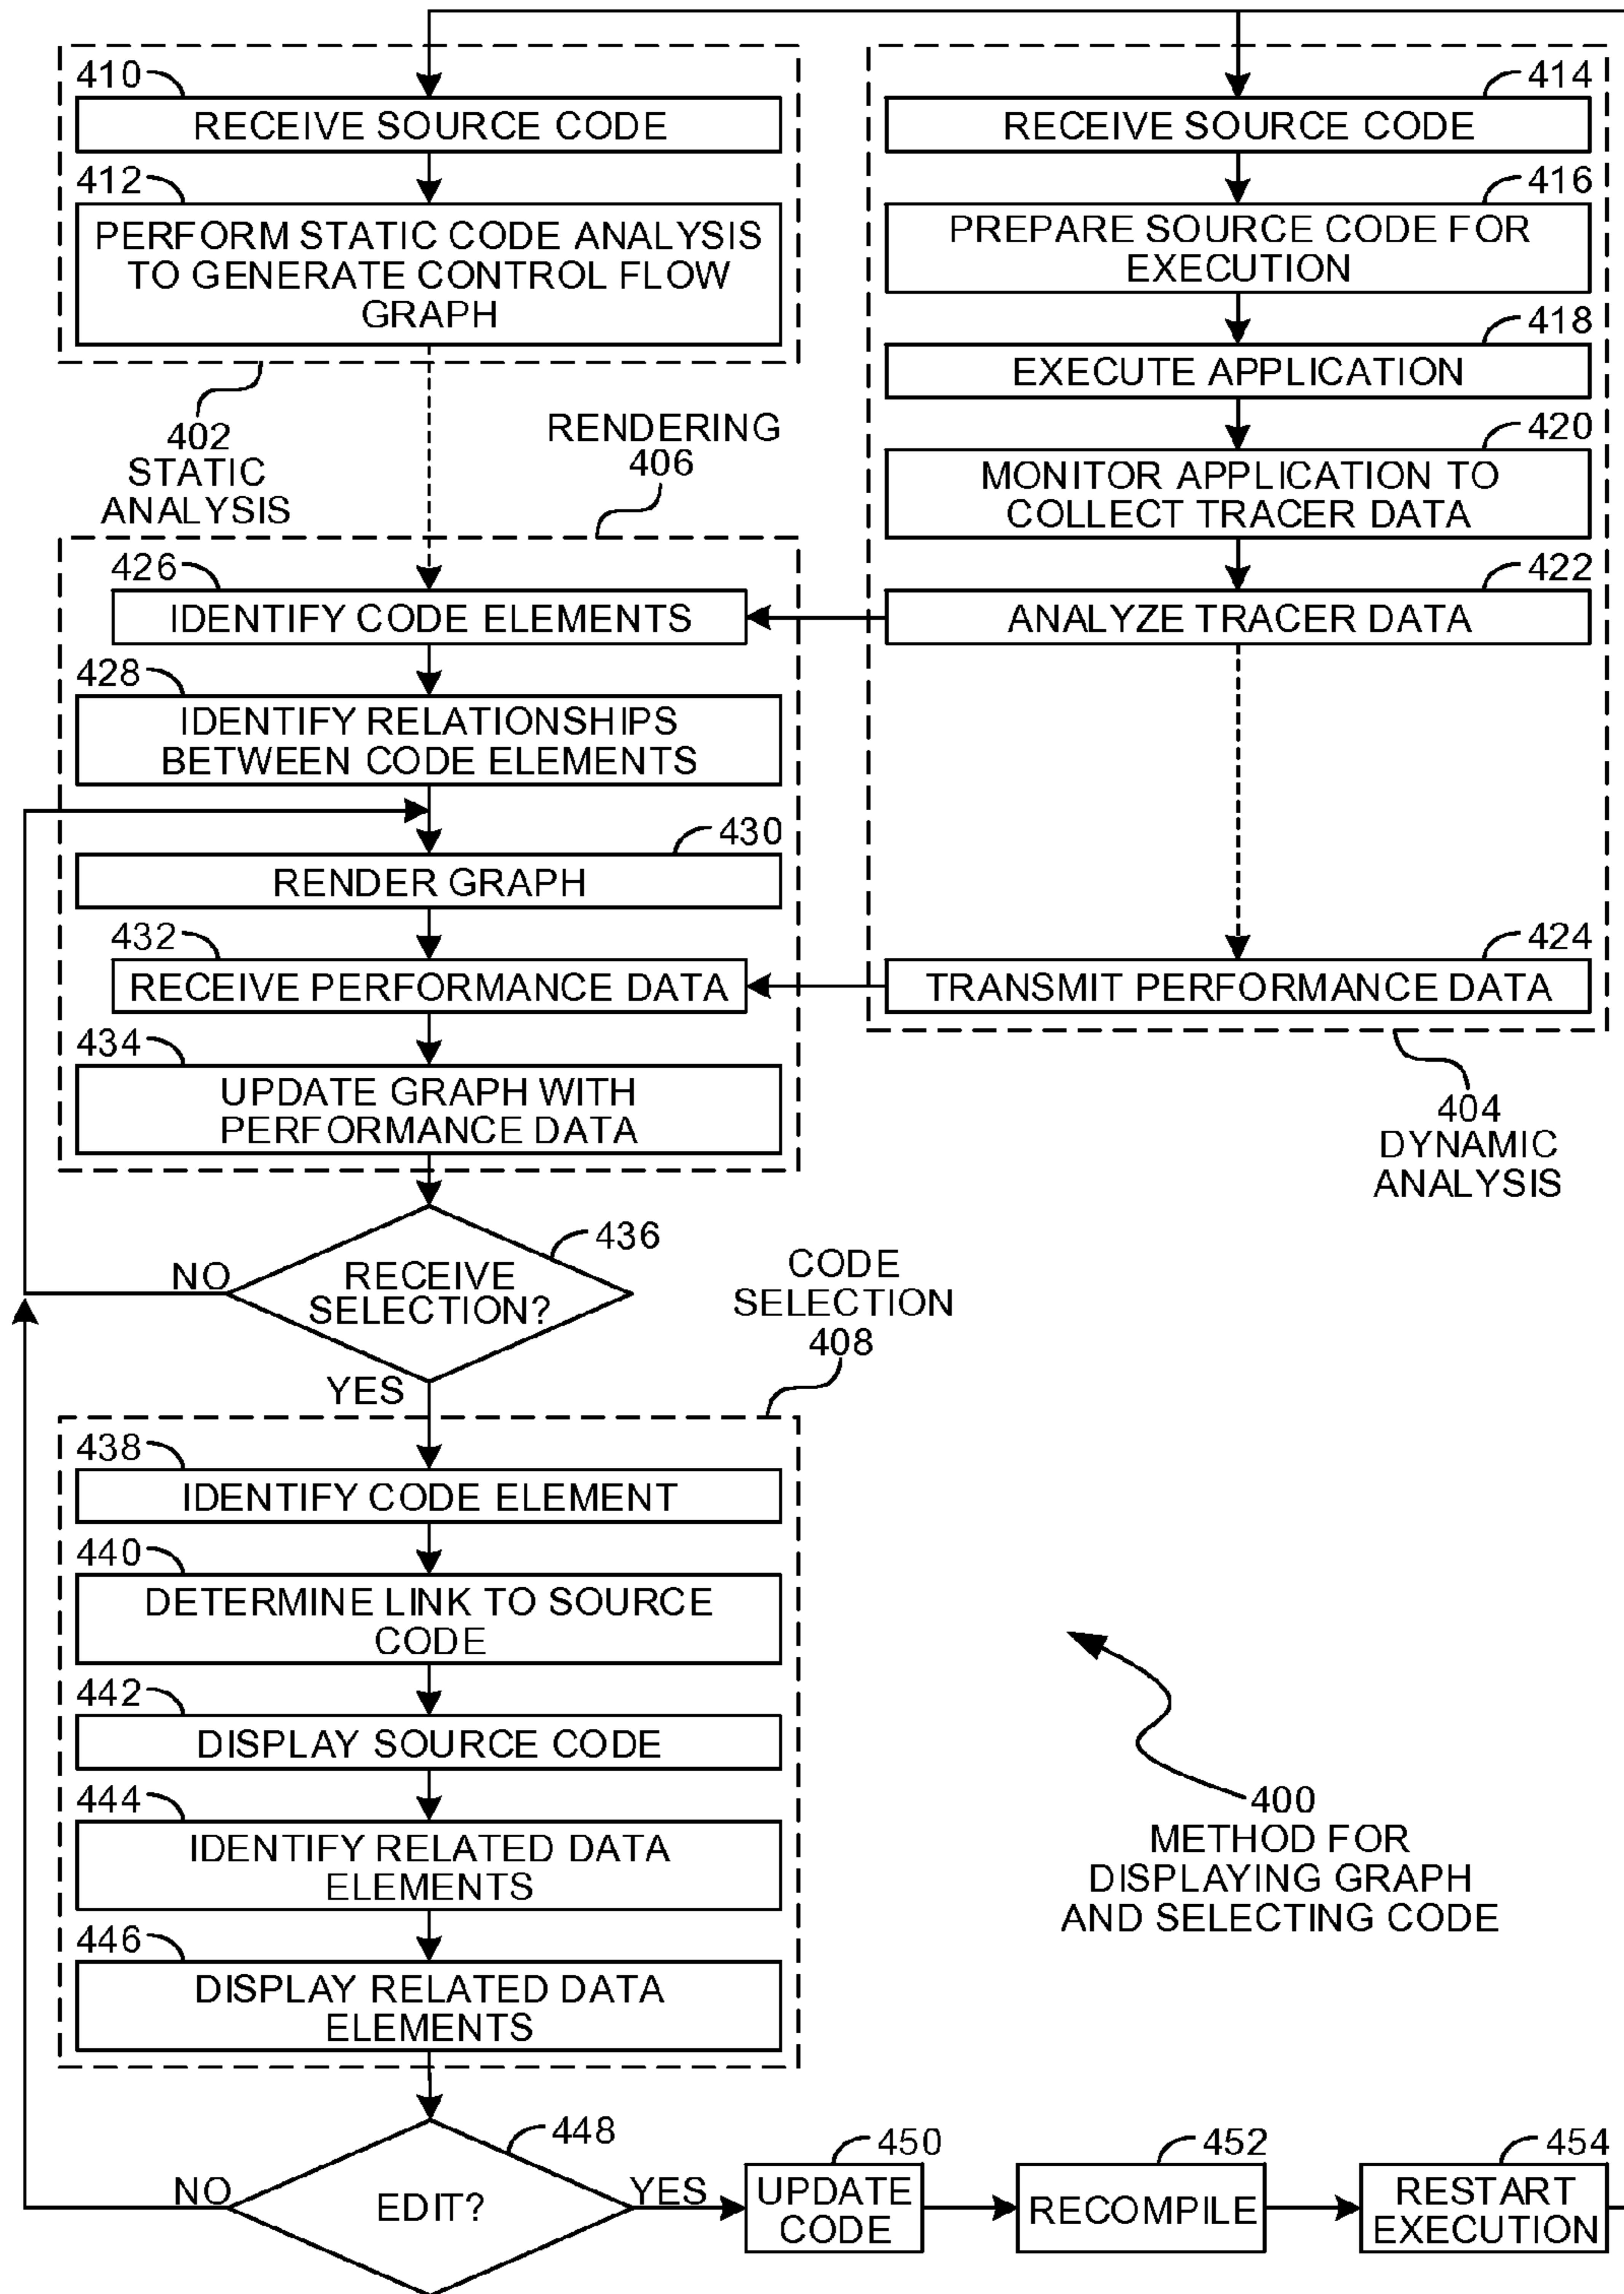 410
RECEIVE SOURCE CODE
412
PERFORM STATIC CODE ANALYSIS
TO GENERATE CONTROL FLOW
GRAPH
402
STATIC
ANALYSIS
414
RECEIVE SOURCE CODE
416
PREPARE SOURCE CODE FOR
EXECUTION
418
EXECUTE APPLICATION
420
MONITOR APPLICATION TO
COLLECT TRACER DATA
422
ANALYZE TRACER DATA
424
TRANSMIT PERFORMANCE DATA
404
DYNAMIC
ANALYSIS
RENDERING
406
426
IDENTIFY CODE ELEMENTS
428
IDENTIFY RELATIONSHIPS
BETWEEN CODE ELEMENTS
430
RENDER GRAPH
432
RECEIVE PERFORMANCE DATA
434
UPDATE GRAPH WITH
PERFORMANCE DATA
436
RECEIVE
SELECTION?
NO
YES
CODE
SELECTION
408
438
IDENTIFY CODE ELEMENT
440
DETERMINE LINK TO SOURCE
CODE
442
DISPLAY SOURCE CODE
444
IDENTIFY RELATED DATA
ELEMENTS
446
DISPLAY RELATED DATA
ELEMENTS
400
METHOD FOR
DISPLAYING GRAPH
AND SELECTING CODE
448
EDIT?
NO
YES
450
UPDATE
CODE
452
RECOMPILE
454
RESTART
EXECUTION